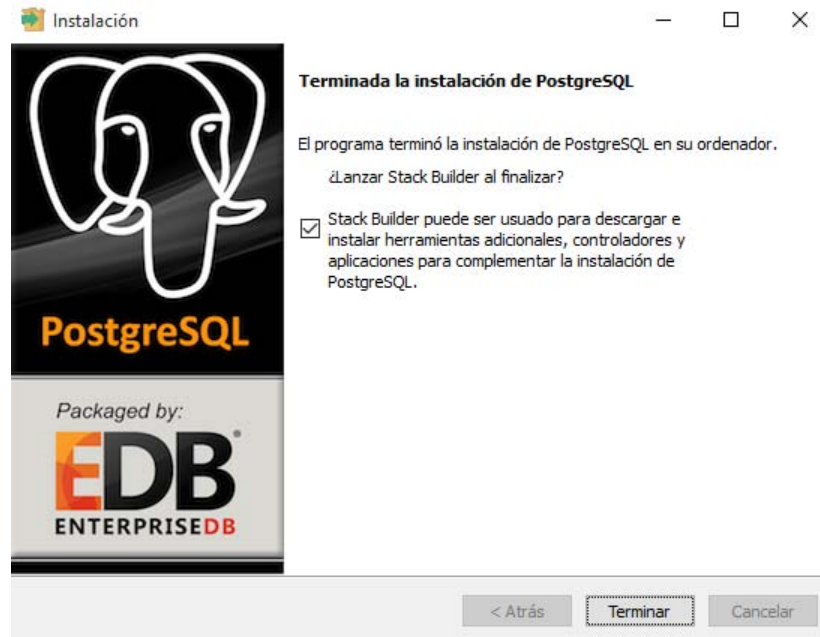 Instalación
Terminada la instalación de PostgreSQL
El programa terminó la instalación de PostgreSQL en su ordenador.
¿Lanzar Stack Builder al finalizar?
Stack Builder puede ser usado para descargar e
instalar herramientas adicionales, controladores y
aplicaciones para complementar la instalación de
PostgreSQL.
PostgreSQL
Packaged by:
EDB
ENTERPRISEDB
< Atrás
Terminar
Cancelar